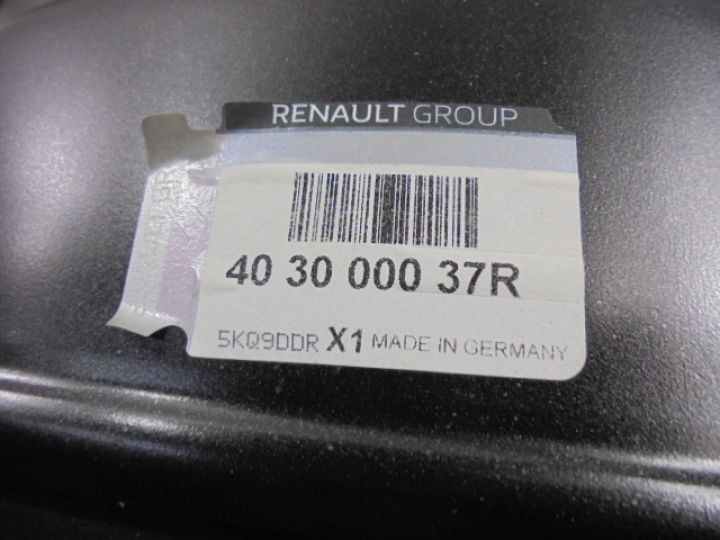 RENAULT GROUP
40 30 000 37R
5KQ9DDR X1 MADE IN GERMANY